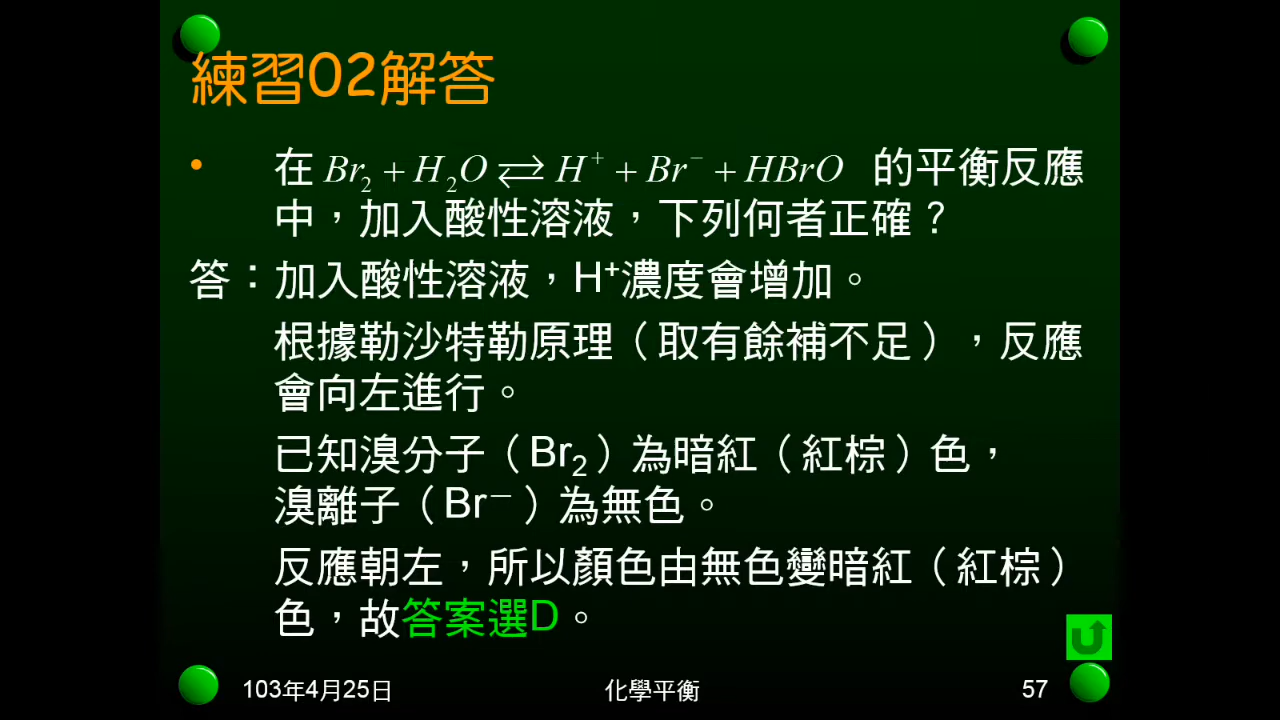 練習02解答
• 在 Br₂ + H₂O ⇌ H⁺ + Br⁻ + HBrO 的平衡反應
中，加入酸性溶液，下列何者正確？
答：加入酸性溶液，H⁺濃度會增加。
根據勒沙特勒原理（取有餘補不足），反應
會向左進行。
已知溴分子（Br₂）為暗紅（紅棕）色，
溴離子（Br⁻）為無色。
反應朝左，所以顏色由無色變暗紅（紅棕）
色，故答案選D。
103年4月25日 化學平衡 57